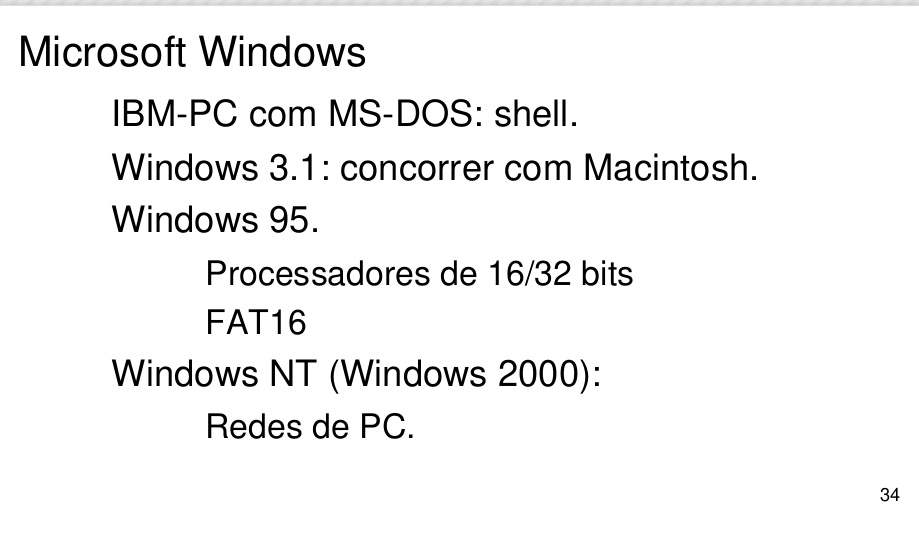 Microsoft Windows
IBM-PC com MS-DOS: shell.
Windows 3.1: concorrer com Macintosh.
Windows 95.
Processadores de 16/32 bits
FAT16
Windows NT (Windows 2000):
Redes de PC.
34